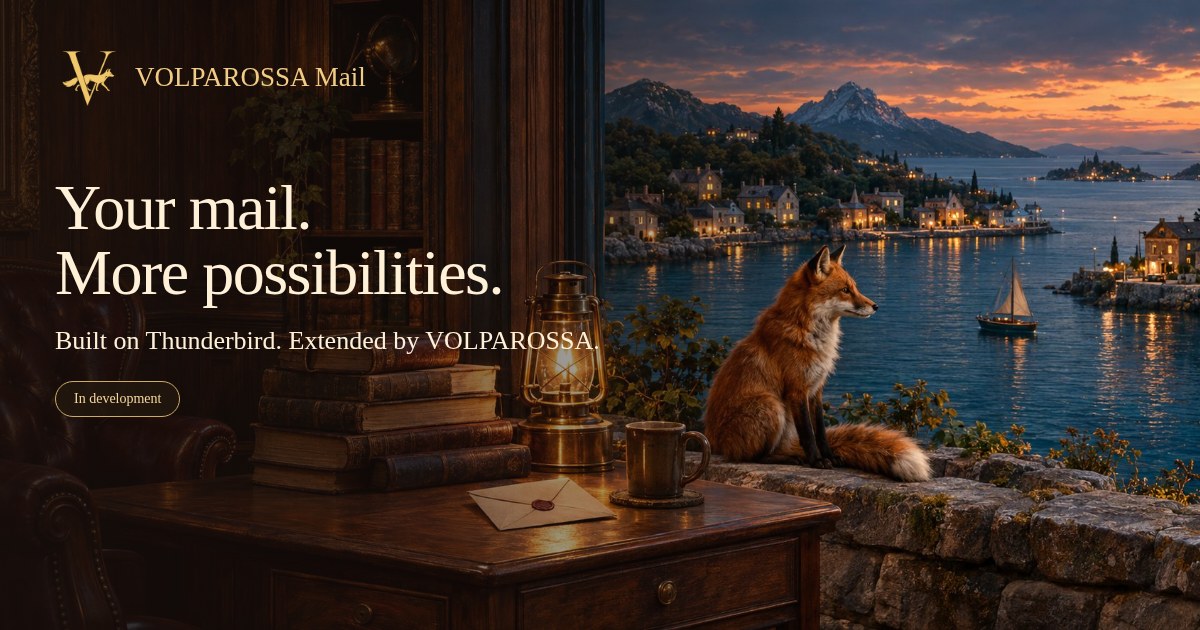 VOLPAROSSA Mail
Your mail.
More possibilities.
Built on Thunderbird. Extended by VOLPAROSSA.
In development